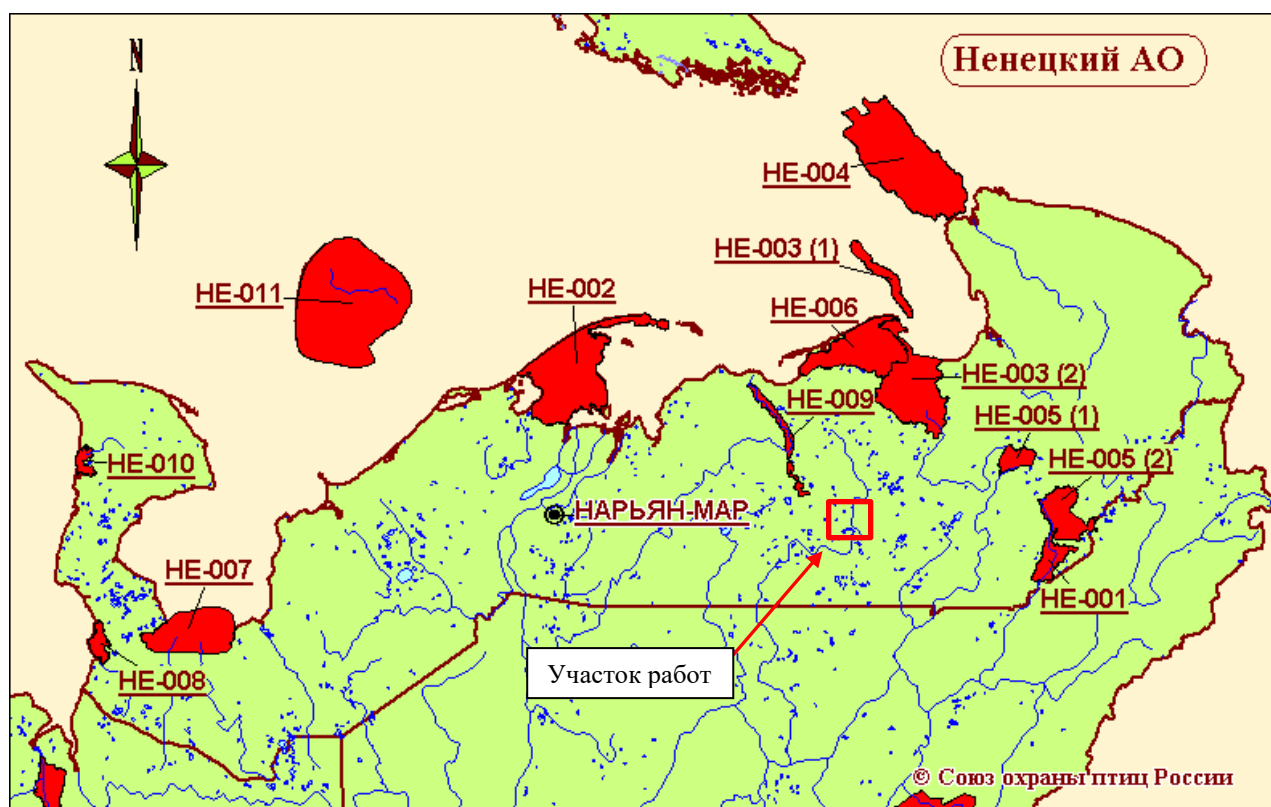 N
Ненецкий АО
НЕ-004
НЕ-003 (1)
НЕ-011
НЕ-002
НЕ-006
НЕ-003 (2)
НЕ-009
НЕ-005 (1)
НЕ-010
НЕ-005 (2)
НАРЬЯН-МАР
НЕ-007
НЕ-001
Участок работ
НЕ-008
© Союз охраны птиц России